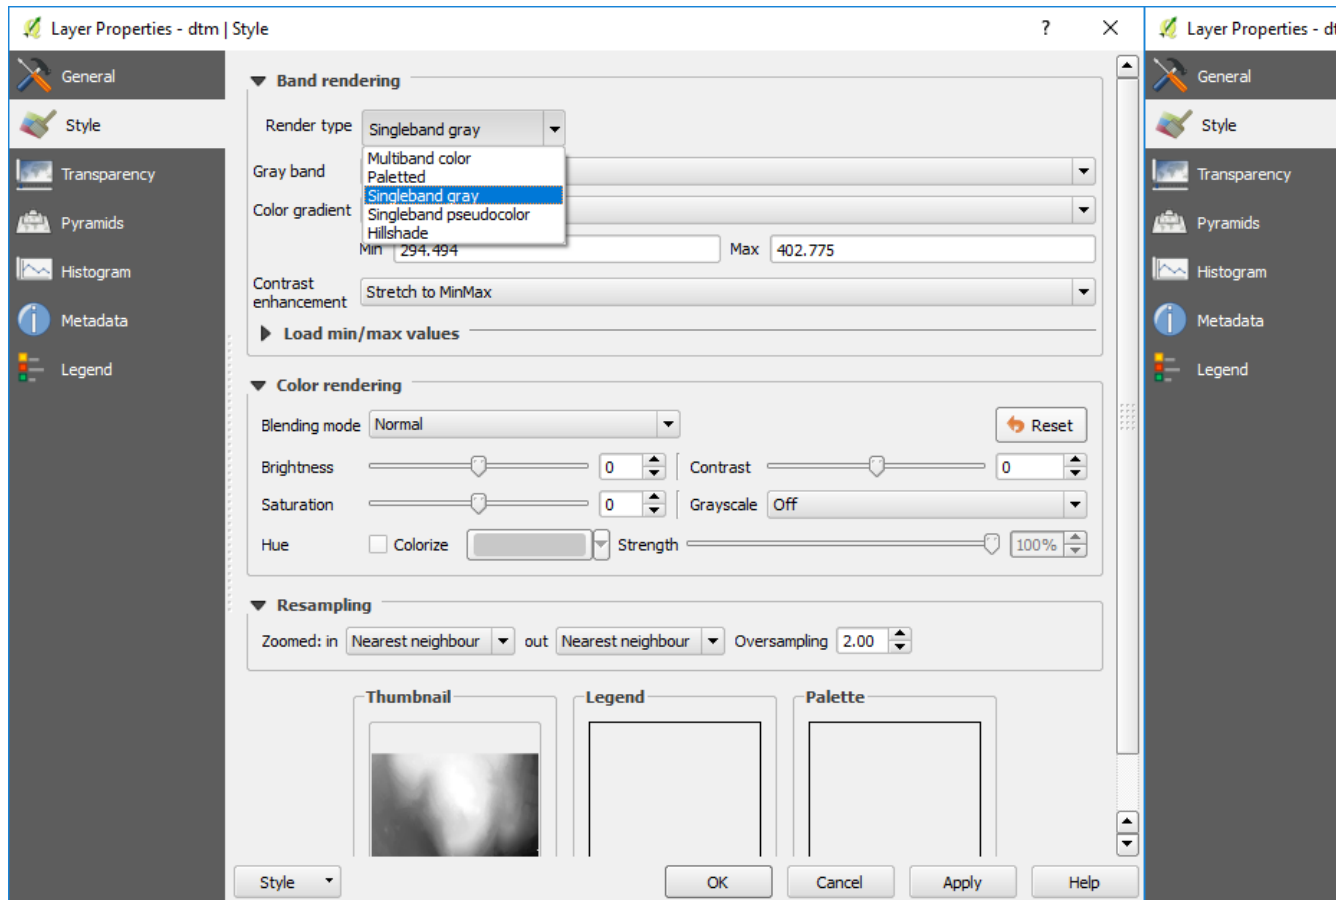 Layer Properties - dtm | Style
General
Style
Transparency
Pyramids
Histogram
Metadata
Legend
Band rendering
Render type Singleband gray
Multiband color
Paletted
Singleband gray
Singleband pseudocolor
Hillshade
Gray band
Color gradient
Min 294.494 Max 402.775
Contrast
enhancement Stretch to MinMax
Load min/max values
Color rendering
Blending mode Normal Reset
Brightness 0 Contrast 0
Saturation 0 Grayscale Off
Hue Colorize Strength 100%
Resampling
Zoomed: in Nearest neighbour out Nearest neighbour Oversampling 2.00
Thumbnail Legend Palette
Style OK Cancel Apply Help
Layer Properties - dt
General
Style
Transparency
Pyramids
Histogram
Metadata
Legend